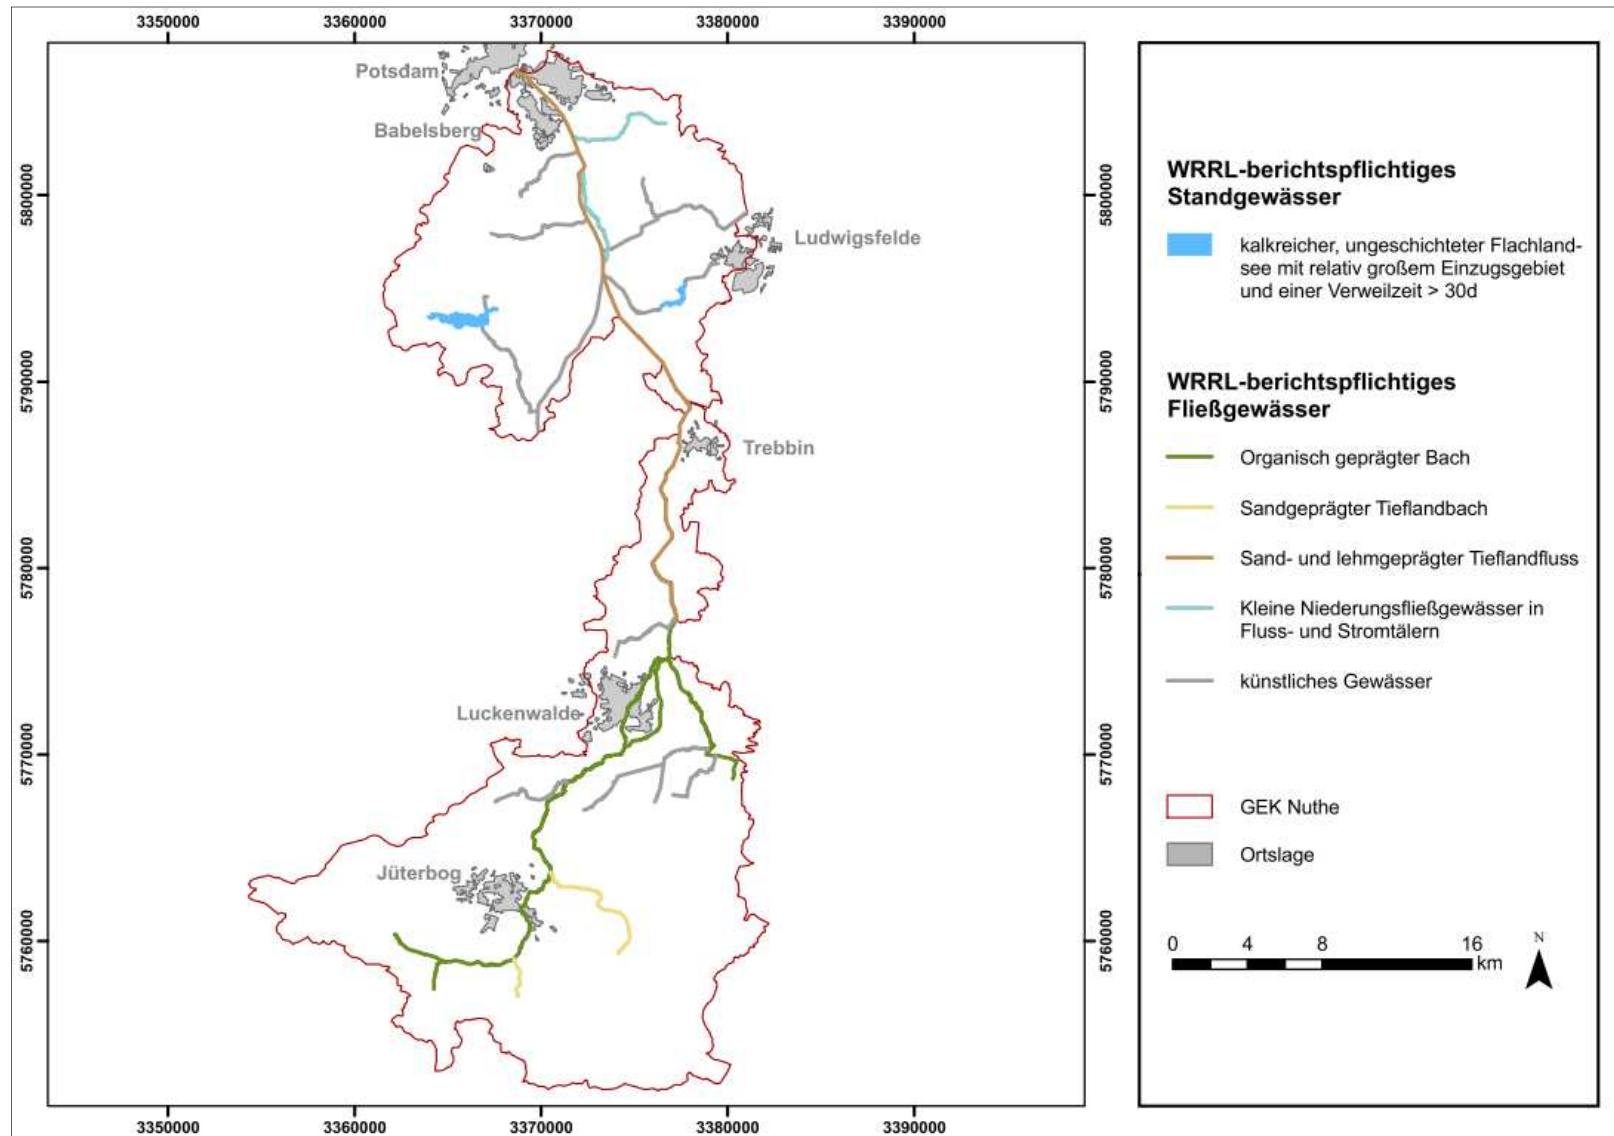 3350000 3360000 3370000 3380000 3390000
Potsdam
Babelsberg
Ludwigsfelde
Trebbin
Luckenwalde
Jüterbog
5800000 5800000
5790000 5790000
5780000 5780000
5770000 5770000
5760000 5760000
3350000 3360000 3370000 3380000 3390000
WRRL-berichtspflichtiges
Standgewässer
kalkreicher, ungeschichteter Flachland-
see mit relativ großem Einzugsgebiet
und einer Verweilzeit > 30d
WRRL-berichtspflichtiges
Fließgewässer
Organisch geprägter Bach
Sandgeprägter Tieflandbach
Sand- und lehmgeprägter Tieflandfluss
Kleine Niederungsfließgewässer in
Fluss- und Stromtälern
künstliches Gewässer
GEK Nuthe
Ortslage
0 4 8 16
km
N